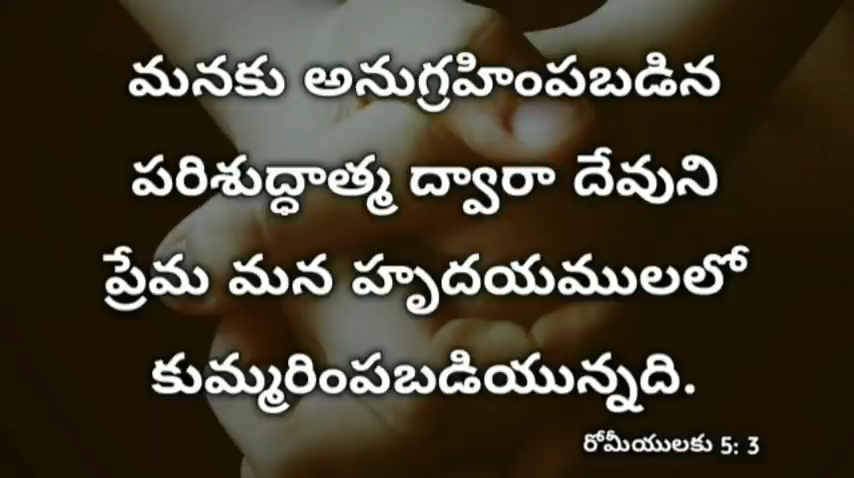 మనకు అనుగ్రహింపబడిన
పరిశుద్ధాత్మ ద్వారా దేవుని
ప్రేమ మన హృదయములలో
కుమ్మరింపబడియున్నది.
రోమీయులకు 5: 3